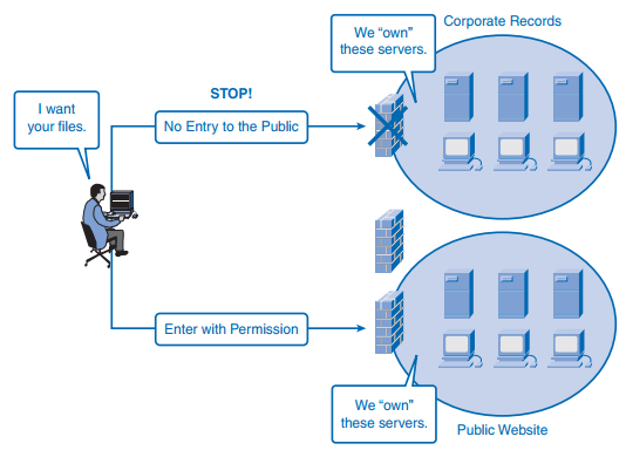 Corporate Records
We “own”
these servers.
STOP!
I want
your files.
No Entry to the Public
Enter with Permission
We “own”
these servers.
Public Website